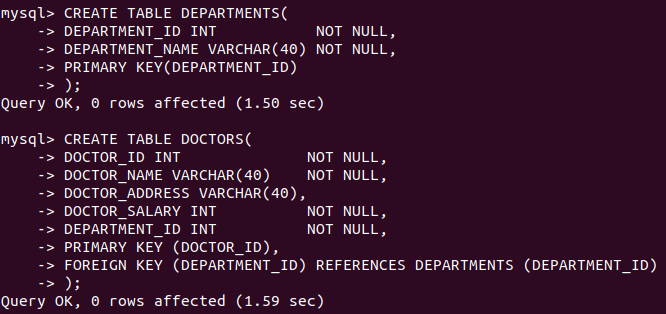 mysql> CREATE TABLE DEPARTMENTS(
    -> DEPARTMENT_ID INT           NOT NULL,
    -> DEPARTMENT_NAME VARCHAR(40) NOT NULL,
    -> PRIMARY KEY(DEPARTMENT_ID)
    -> );
Query OK, 0 rows affected (1.50 sec)

mysql> CREATE TABLE DOCTORS(
    -> DOCTOR_ID INT              NOT NULL,
    -> DOCTOR_NAME VARCHAR(40)    NOT NULL,
    -> DOCTOR_ADDRESS VARCHAR(40),
    -> DOCTOR_SALARY INT          NOT NULL,
    -> DEPARTMENT_ID INT          NOT NULL,
    -> PRIMARY KEY (DOCTOR_ID),
    -> FOREIGN KEY (DEPARTMENT_ID) REFERENCES DEPARTMENTS (DEPARTMENT_ID)
    -> );
Query OK, 0 rows affected (1.59 sec)